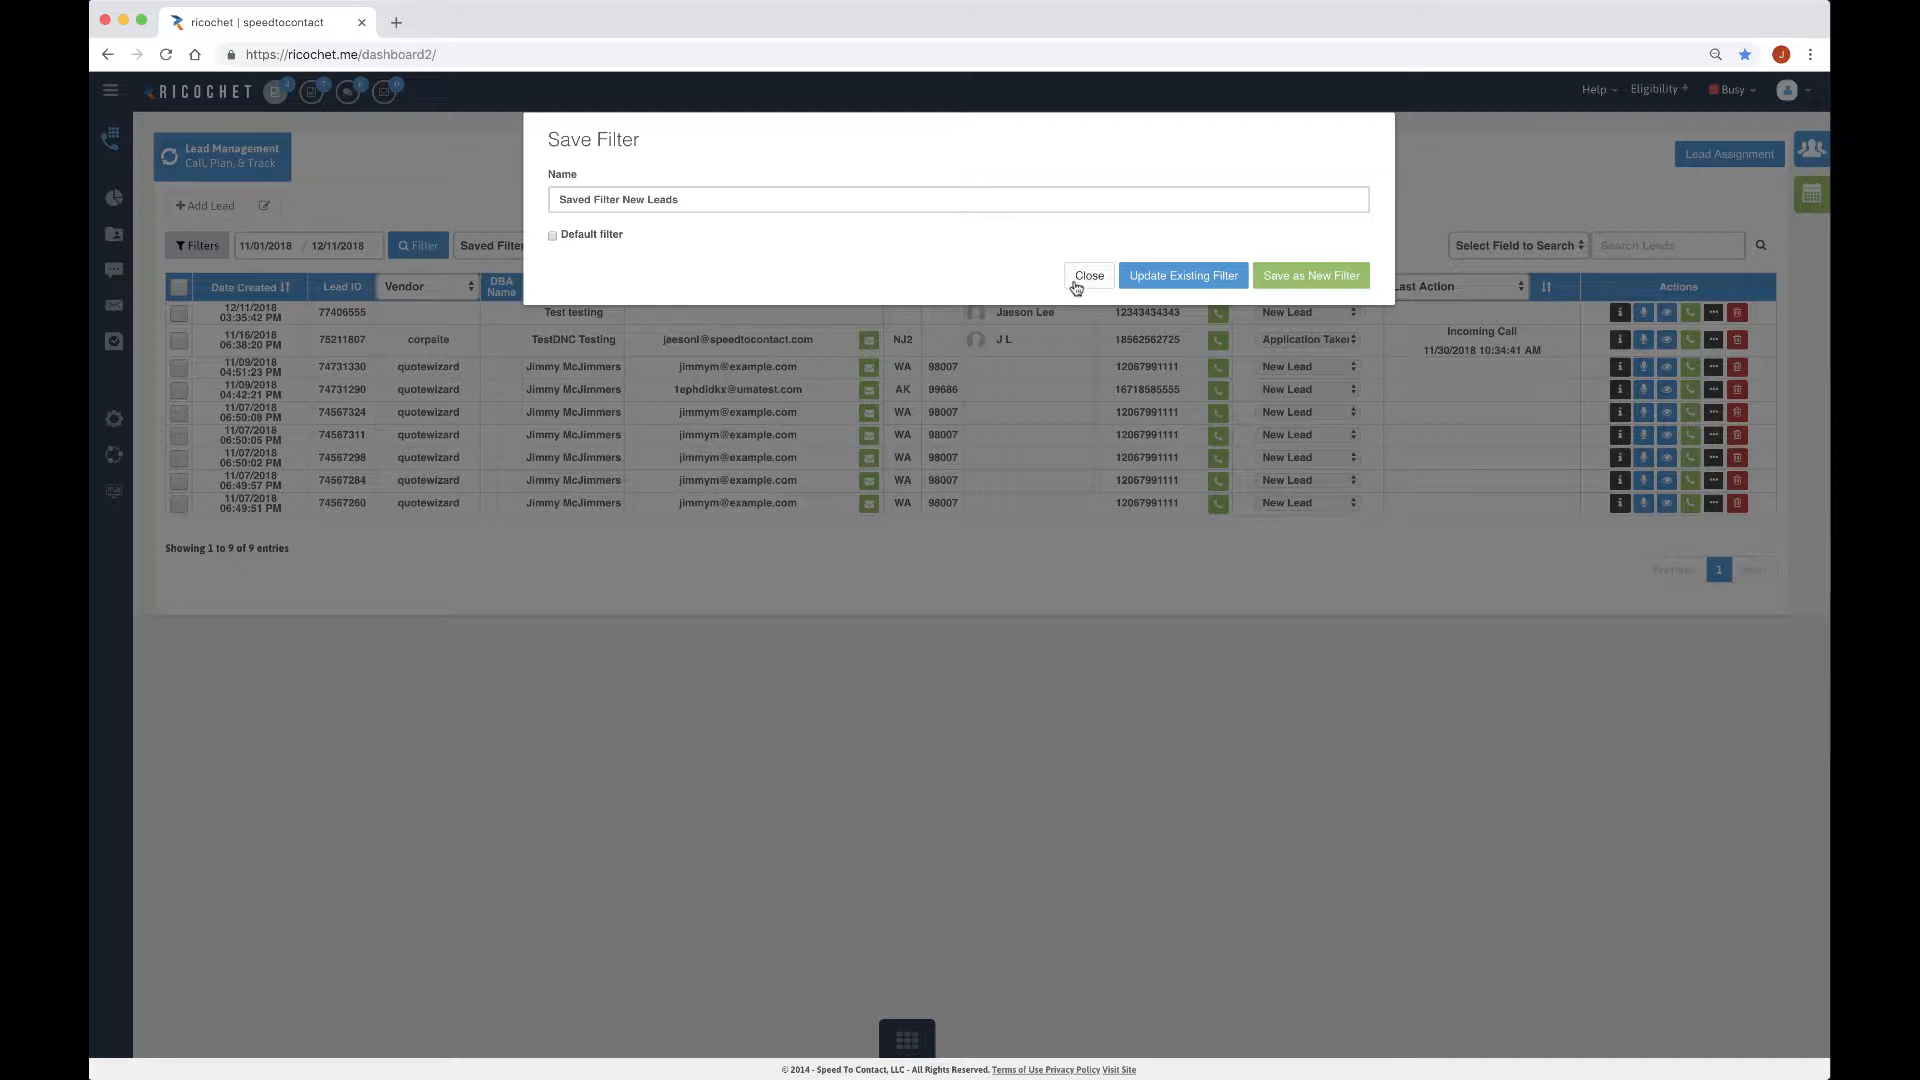 ricochet | speedtocontact
https://ricochet.me/dashboard2/
J
RICOCHET
Help
Eligibility +
Busy
Lead Management
Call, Plan, & Track
Lead Assignment
Save Filter
Name
Saved Filter New Leads
Default filter
Close
Update Existing Filter
Save as New Filter
+ Add Lead
Filters
11/01/2018 / 12/11/2018
Filter
Saved Filter
Select Field to Search
Search Leads
Date Created
Lead ID
Vendor
DBA Name
Last Action
Actions
12/11/2018 03:35:42 PM 77406555 Test testing Jaeson Lee 12343434343 New Lead
11/16/2018 06:38:20 PM 75211807 corpsite TestDNC Testing jaesonl@speedtocontact.com NJ2 J L 18562562725 Application Taken Incoming Call 11/30/2018 10:34:41 AM
11/09/2018 04:51:23 PM 74731330 quotewizard Jimmy McJimmers jimmym@example.com WA 98007 12067991111 New Lead
11/09/2018 04:42:21 PM 74731290 quotewizard Jimmy McJimmers 1ephdidkx@umatest.com AK 99686 16718585555 New Lead
11/07/2018 06:50:08 PM 74567324 quotewizard Jimmy McJimmers jimmym@example.com WA 98007 12067991111 New Lead
11/07/2018 06:50:05 PM 74567311 quotewizard Jimmy McJimmers jimmym@example.com WA 98007 12067991111 New Lead
11/07/2018 06:50:02 PM 74567298 quotewizard Jimmy McJimmers jimmym@example.com WA 98007 12067991111 New Lead
11/07/2018 06:49:57 PM 74567284 quotewizard Jimmy McJimmers jimmym@example.com WA 98007 12067991111 New Lead
11/07/2018 06:49:51 PM 74567260 quotewizard Jimmy McJimmers jimmym@example.com WA 98007 12067991111 New Lead
Showing 1 to 9 of 9 entries
Previous 1 Next
© 2014 - Speed To Contact, LLC - All Rights Reserved. Terms of Use Privacy Policy Visit Site